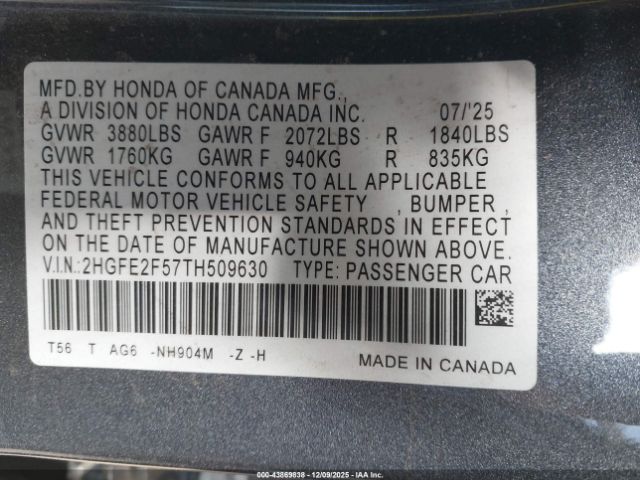 MFD.BY HONDA OF CANADA MFG.,
A DIVISION OF HONDA CANADA INC. 07/'25
GVWR 3880LBS GAWR F 2072LBS R 1840LBS
GVWR 1760KG GAWR F 940KG R 835KG
THIS VEHICLE CONFORMS TO ALL APPLICABLE
FEDERAL MOTOR VEHICLE SAFETY , BUMPER ,
AND THEFT PREVENTION STANDARDS IN EFFECT
ON THE DATE OF MANUFACTURE SHOWN ABOVE.
V.I.N.:2HGFE2F57TH509630 TYPE: PASSENGER CAR
T56 T AG6 -NH904M -Z -H
MADE IN CANADA
© COPYRIGHT 000-43869838 - 12/09/2025 - IAA, LLC